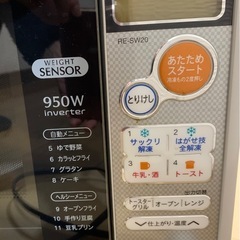 RE-SW20
WEIGHT
SENSOR
950W
inverter
自動メニュー
5 ゆで野菜
6 カラッとフライ
7 グラタン
8 ケーキ
ヘルシーメニュー
9 オーブンフライ
10 手作り豆腐
11 豆乳プリン
あたため
スタート
とりけし
1
サックリ
解凍
2
はがせ技
全解凍
3
牛乳・酒
4
トースト
トースター
グリル
オーブン
レンジ
仕上がり・温度